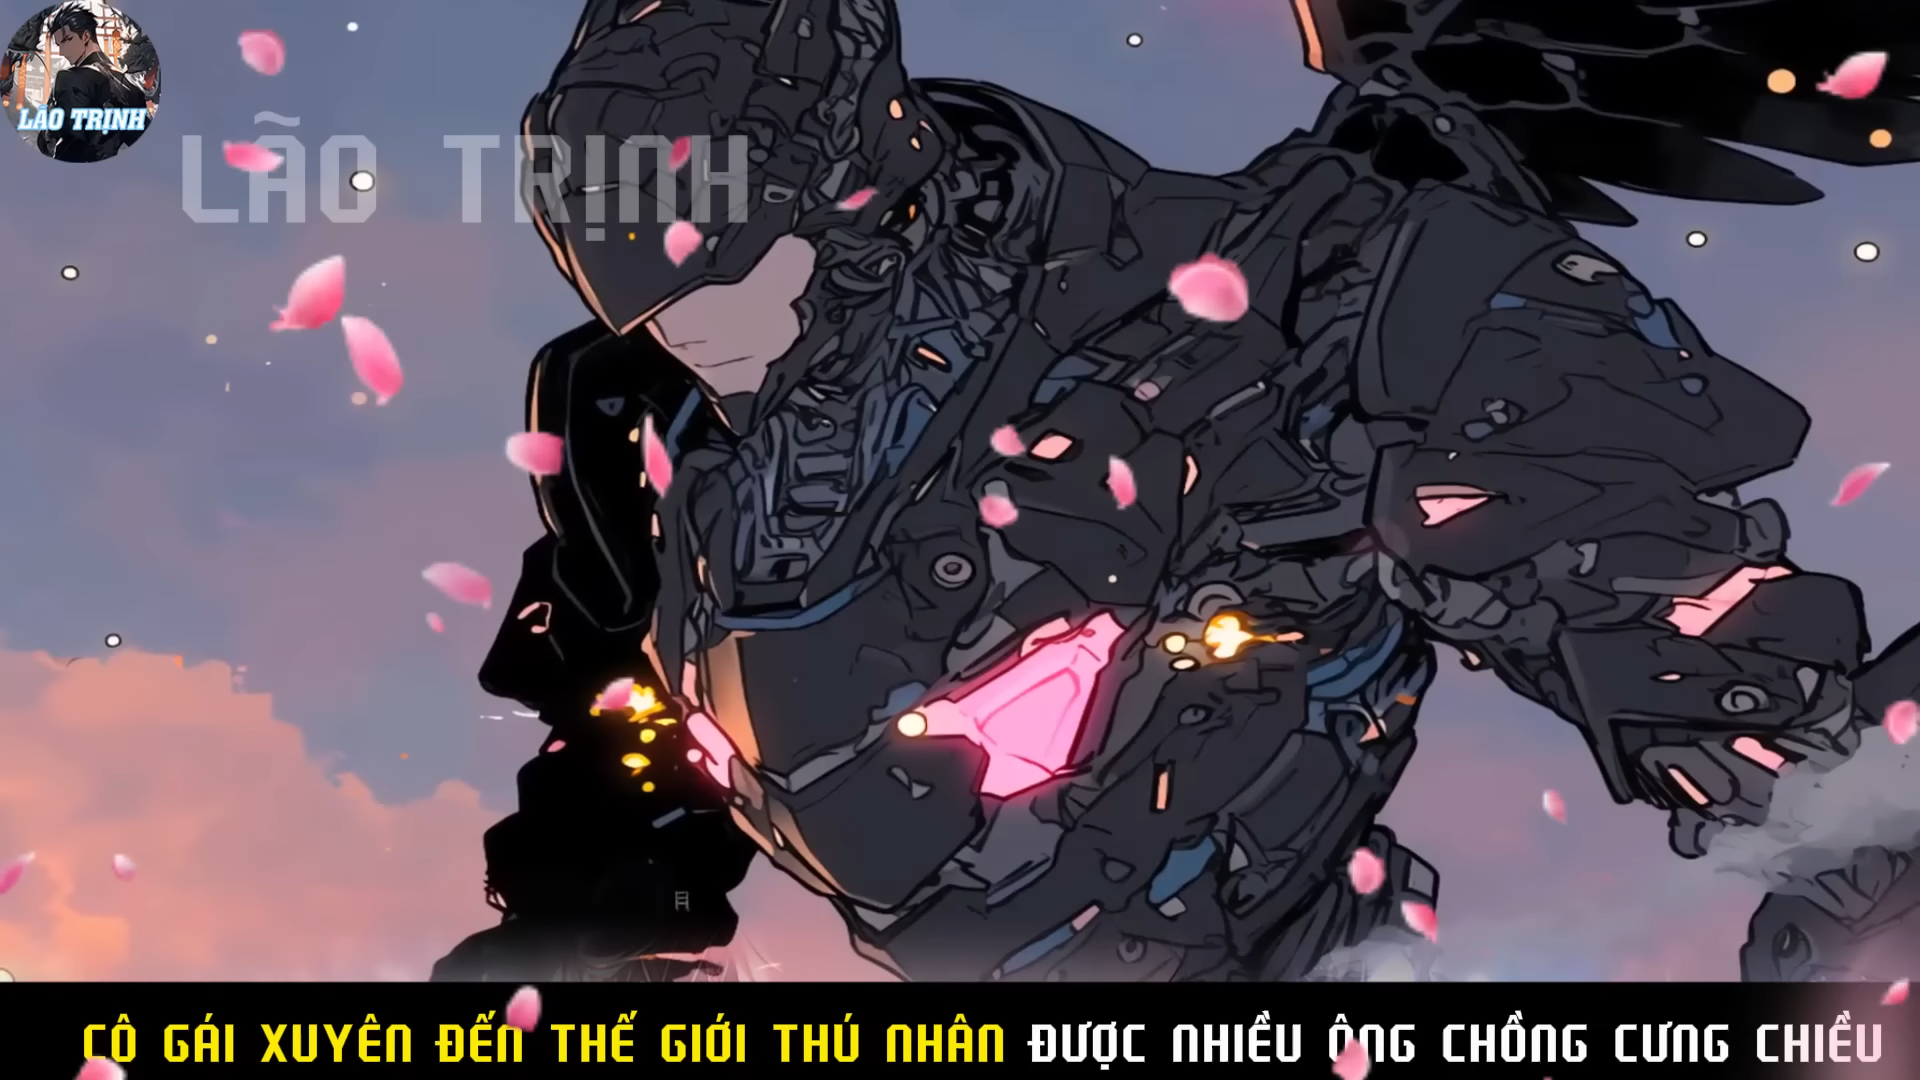 LÃO TRỊNH
LÃO TRỊNH
CÔ GÁI XUYÊN ĐẾN THẾ GIỚI THÚ NHÂN ĐƯỢC NHIỀU ÔNG CHỒNG CƯNG CHIỀU